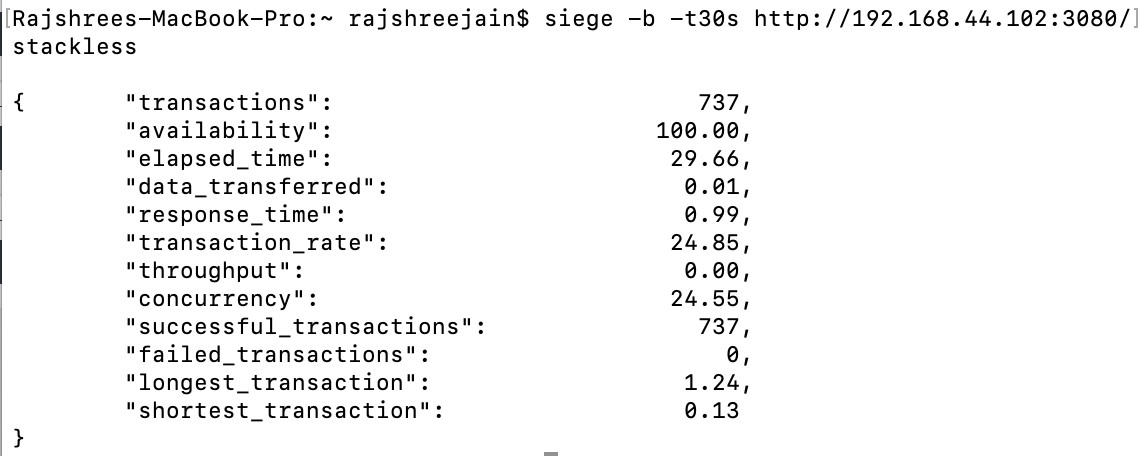 [Rajshrees-MacBook-Pro:~ rajshreejain$ siege -b -t30s http://192.168.44.102:3080/]
stackless
{ "transactions": 737,
"availability": 100.00,
"elapsed_time": 29.66,
"data_transferred": 0.01,
"response_time": 0.99,
"transaction_rate": 24.85,
"throughput": 0.00,
"concurrency": 24.55,
"successful_transactions": 737,
"failed_transactions": 0,
"longest_transaction": 1.24,
"shortest_transaction": 0.13
}